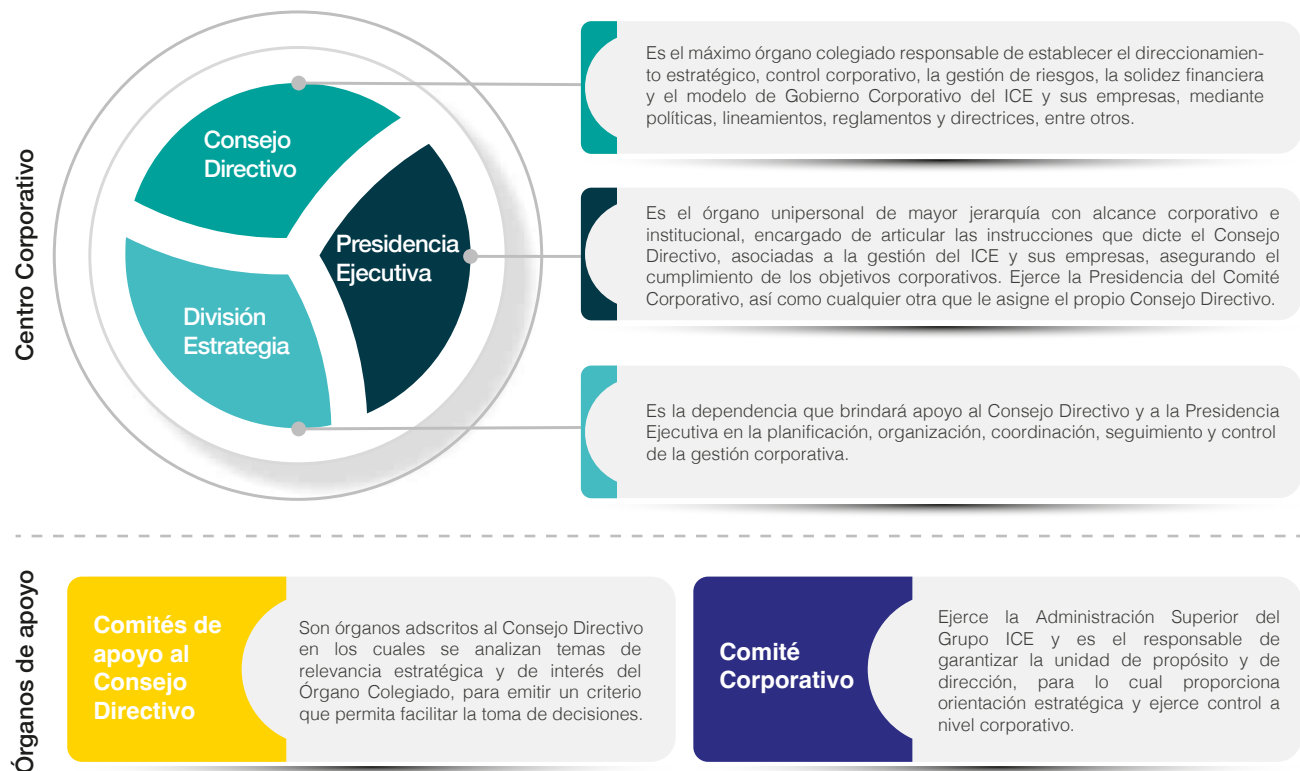 Centro Corporativo
Consejo
Directivo
Presidencia
Ejecutiva
División
Estrategia
Es el máximo órgano colegiado responsable de establecer el direccionamien-
to estratégico, control corporativo, la gestión de riesgos, la solidez financiera
y el modelo de Gobierno Corporativo del ICE y sus empresas, mediante
políticas, lineamientos, reglamentos y directrices, entre otros.
Es el órgano unipersonal de mayor jerarquía con alcance corporativo e
institucional, encargado de articular las instrucciones que dicte el Consejo
Directivo, asociadas a la gestión del ICE y sus empresas, asegurando el
cumplimiento de los objetivos corporativos. Ejerce la Presidencia del Comité
Corporativo, así como cualquier otra que le asigne el propio Consejo Directivo.
Es la dependencia que brindará apoyo al Consejo Directivo y a la Presidencia
Ejecutiva en la planificación, organización, coordinación, seguimiento y control
de la gestión corporativa.
Órganos de apoyo
Comités de
apoyo al
Consejo
Directivo
Son órganos adscritos al Consejo Directivo
en los cuales se analizan temas de
relevancia estratégica y de interés del
Órgano Colegiado, para emitir un criterio
que permita facilitar la toma de decisiones.
Comité
Corporativo
Ejerce la Administración Superior del
Grupo ICE y es el responsable de
garantizar la unidad de propósito y de
dirección, para lo cual proporciona
orientación estratégica y ejerce control a
nivel corporativo.